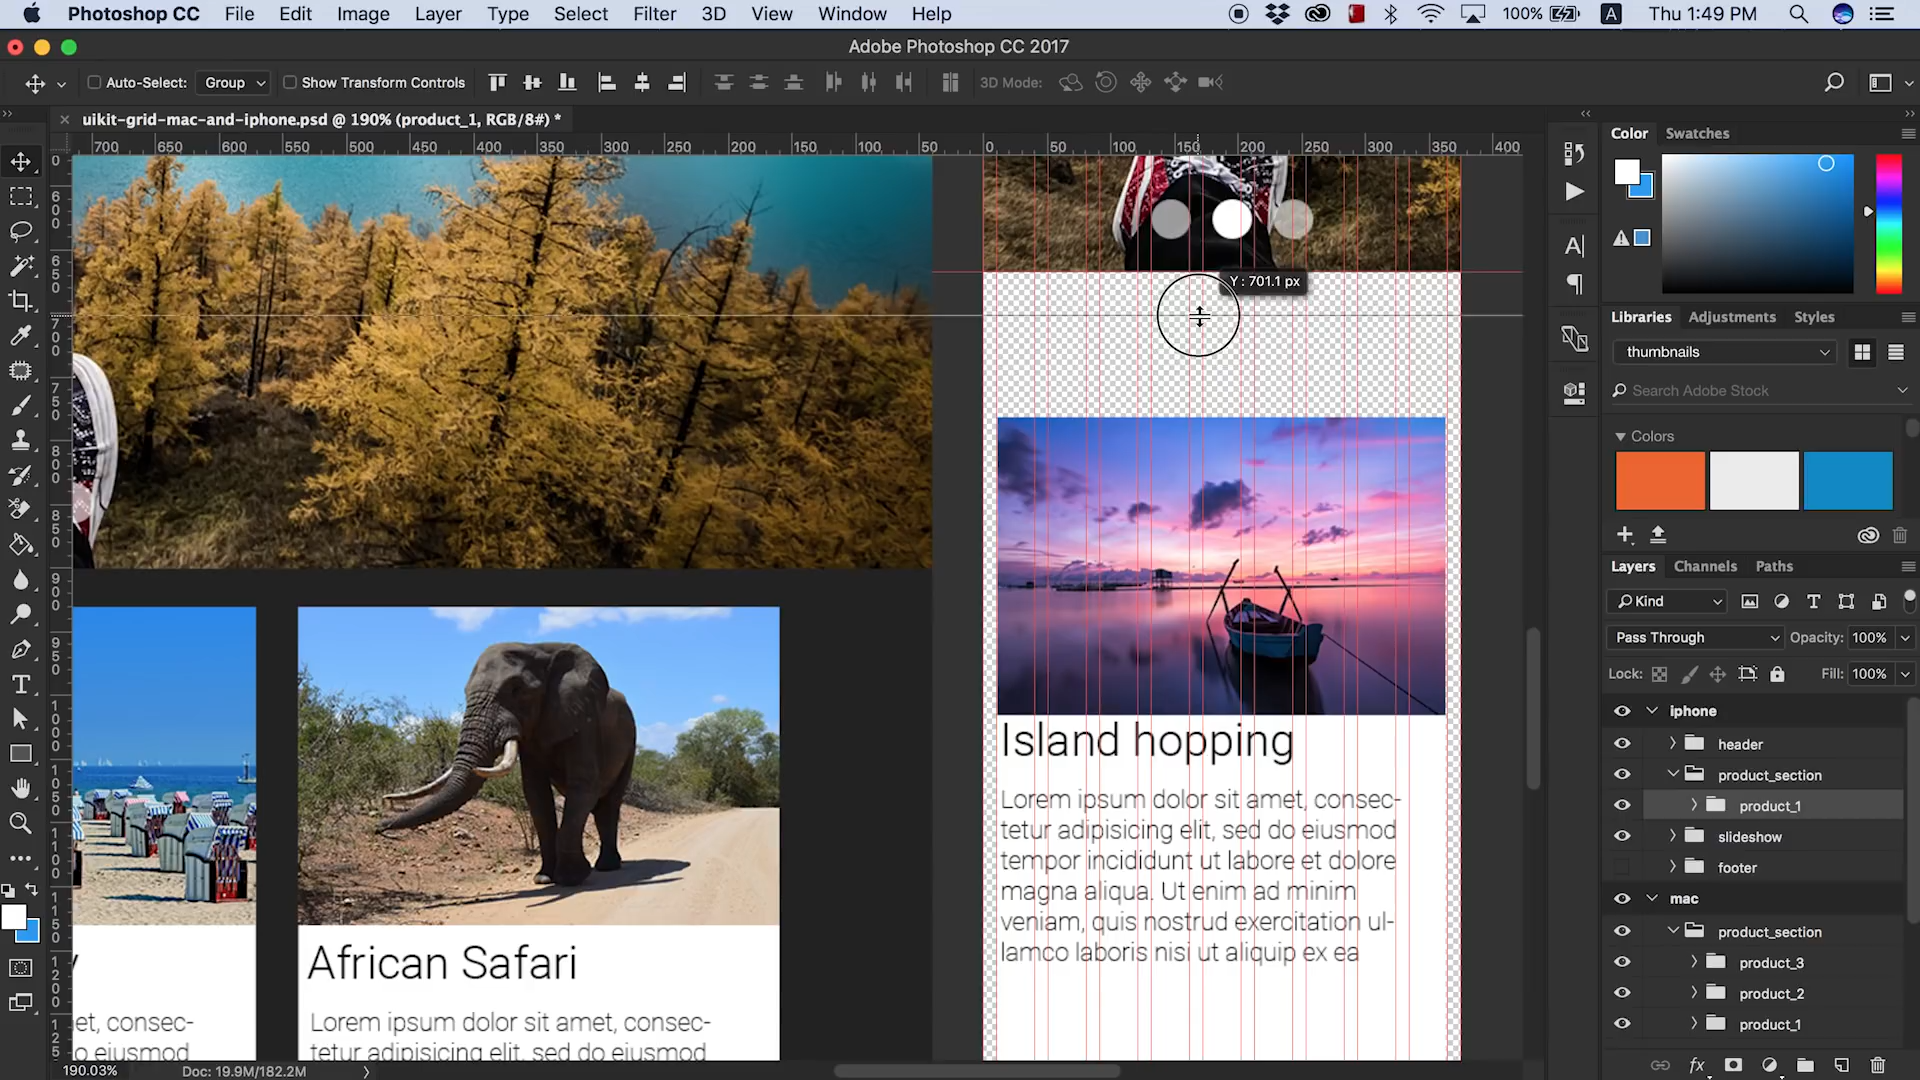 Photoshop CC File Edit Image Layer Type Select Filter 3D View Window Help 100% A Thu 1:49 PM
Adobe Photoshop CC 2017
Auto-Select: Group Show Transform Controls 3D Mode:
uikit-grid-mac-and-iphone.psd @ 190% (product_1, RGB/8#) *
700 600 550 500 450 400 350 300 250 200 150 100 50 0 50 100 150 200 250 300 350 400
Y : 701.1 px
Island hopping
Lorem ipsum dolor sit amet, consec-
tetur adipisicing elit, sed do eiusmod
tempor incididunt ut labore et dolore
magna aliqua. Ut enim ad minim
veniam, quis nostrud exercitation ul-
lamco laboris nisi ut aliquip ex ea
African Safari
Lorem ipsum dolor sit amet, consec-
tetur adipisicing elit, sed do eiusmod
et, consec-
o eiusmod
190.03% Doc: 19.9M/182.2M
Color Swatches
Libraries Adjustments Styles
thumbnails
Search Adobe Stock
Colors
Layers Channels Paths
Kind
Pass Through Opacity: 100%
Lock: Fill: 100%
iphone
header
product_section
product_1
slideshow
footer
mac
product_section
product_3
product_2
product_1
fx